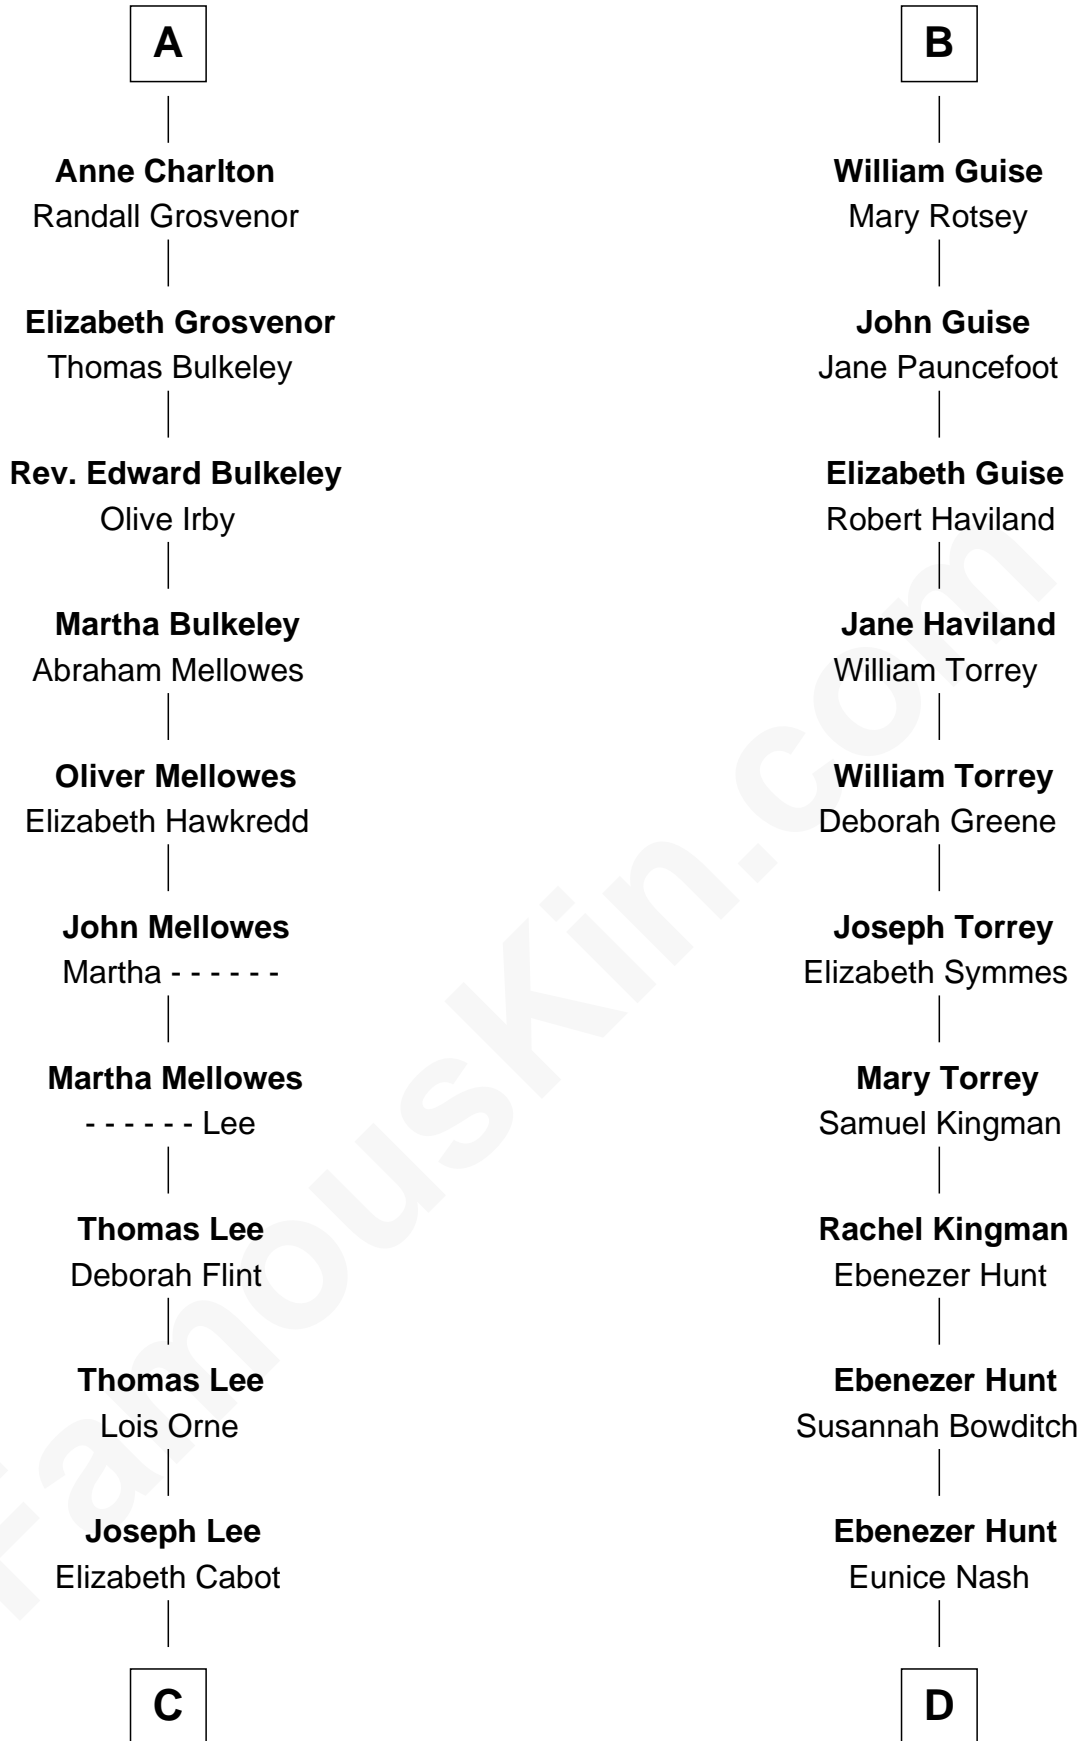 A
Anne Charlton
Randall Grosvenor
Elizabeth Grosvenor
Thomas Bulkeley
Rev. Edward Bulkeley
Olive Irby
Martha Bulkeley
Abraham Mellowes
Oliver Mellowes
Elizabeth Hawkredd
John Mellowes
Martha - - - - - -
Martha Mellowes
- - - - - - Lee
Thomas Lee
Deborah Flint
Thomas Lee
Lois Orne
Joseph Lee
Elizabeth Cabot
C
B
William Guise
Mary Rotsey
John Guise
Jane Pauncefoot
Elizabeth Guise
Robert Haviland
Jane Haviland
William Torrey
William Torrey
Deborah Greene
Joseph Torrey
Elizabeth Symmes
Mary Torrey
Samuel Kingman
Rachel Kingman
Ebenezer Hunt
Ebenezer Hunt
Susannah Bowditch
Ebenezer Hunt
Eunice Nash
D
FamousKin.com